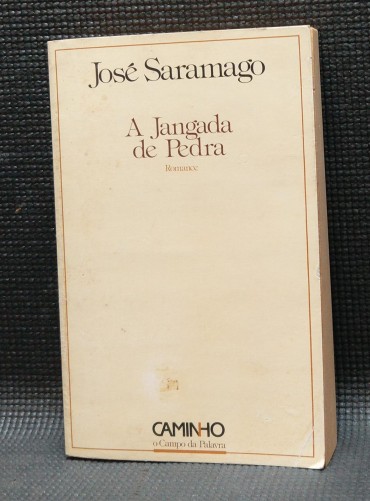 José Saramago
A Jangada
de Pedra
Romance
CAMINHO
o Campo da Palavra